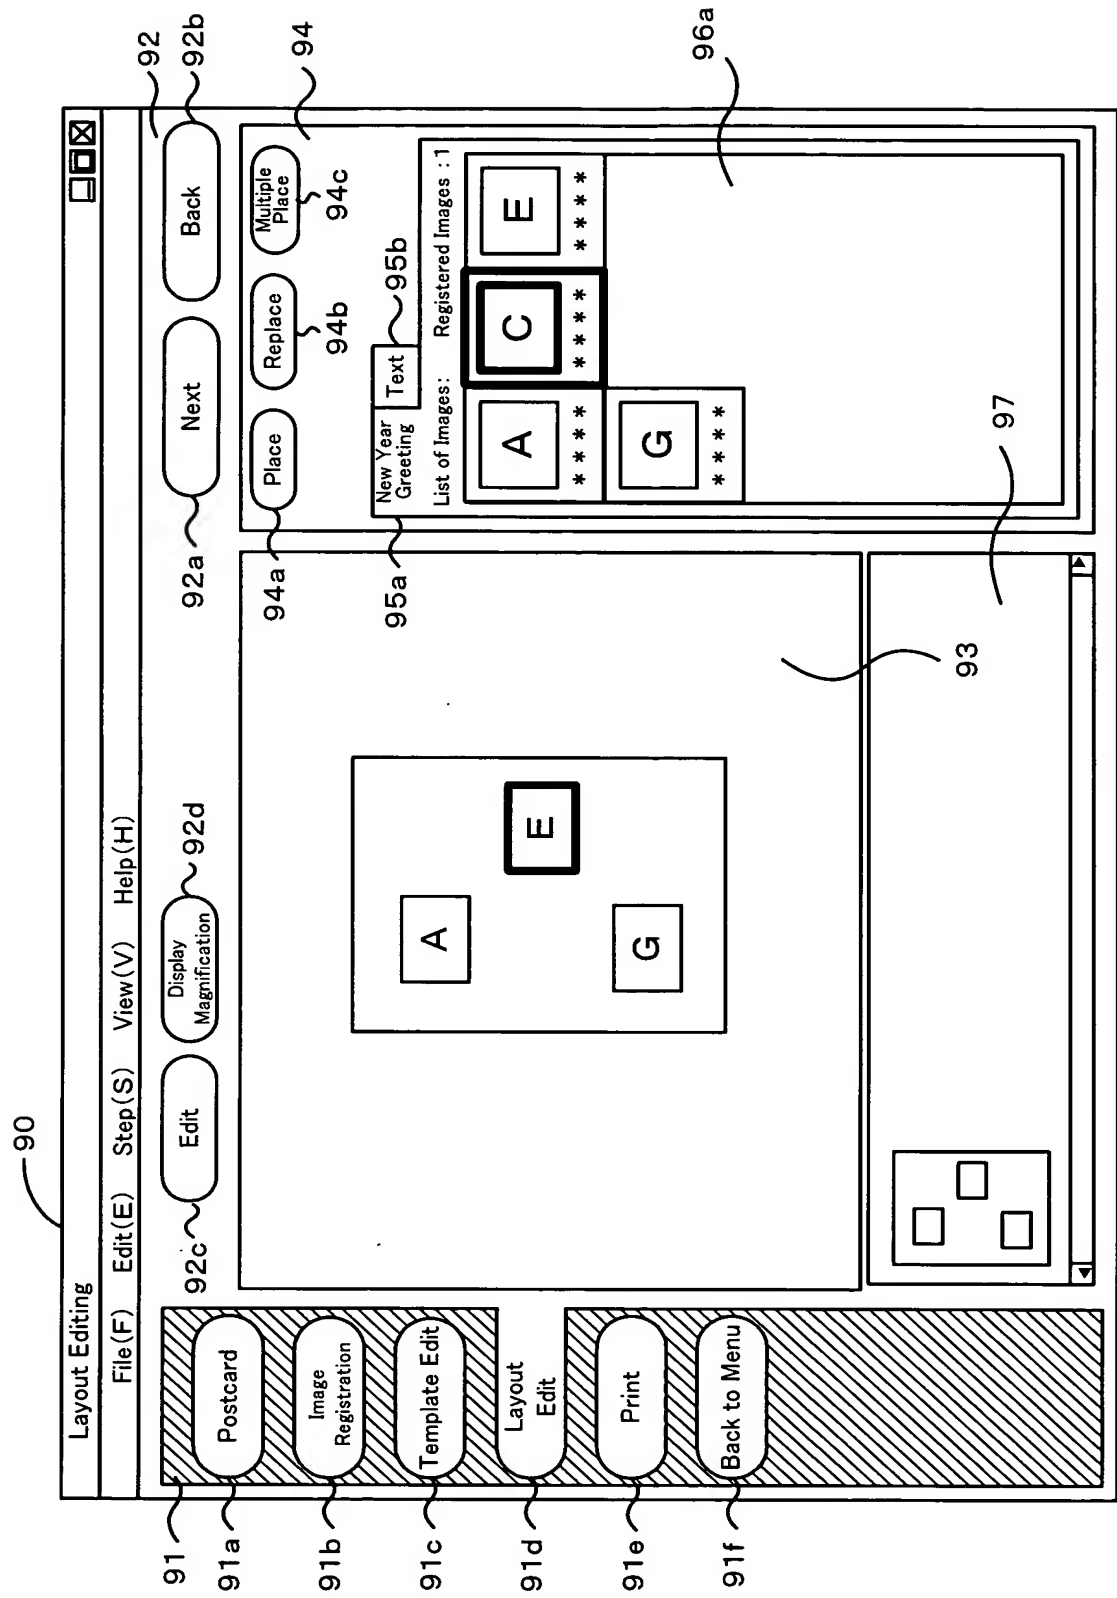 90
Layout Editing
File(F) Edit(E) Step(S) View(V) Help(H)
91
91a
Postcard
91b
Image
Registration
91c
Template Edit
91d
Layout
Edit
91e
Print
91f
Back to Menu
92
92c
Edit
Display
Magnification
92d
92a
Next
Back
92b
A
E
G
93
94
94a
Place
Replace
94b
Multiple
Place
94c
95a
New Year
Greeting
Text
95b
List of Images: Registered Images : 1
A C E
**** **** ****
G
****
96a
97